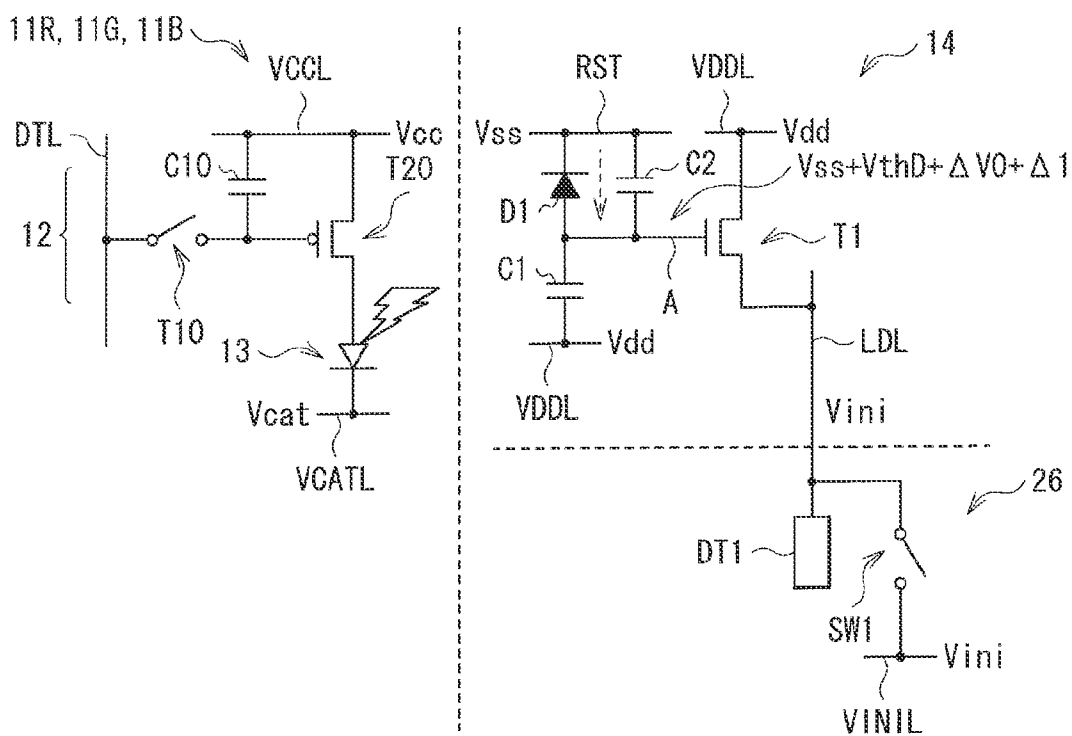 11R, 11G, 11B
VCCL
DTL
Vcc
C10
T20
12
T10
13
Vcat
VCATL
14
RST
VDDL
Vss
Vdd
C2
Vss+VthD+ΔV0+Δ1
D1
T1
C1
A
Vdd
LDL
VDDL
Vini
26
DT1
SW1
Vini
VINIL